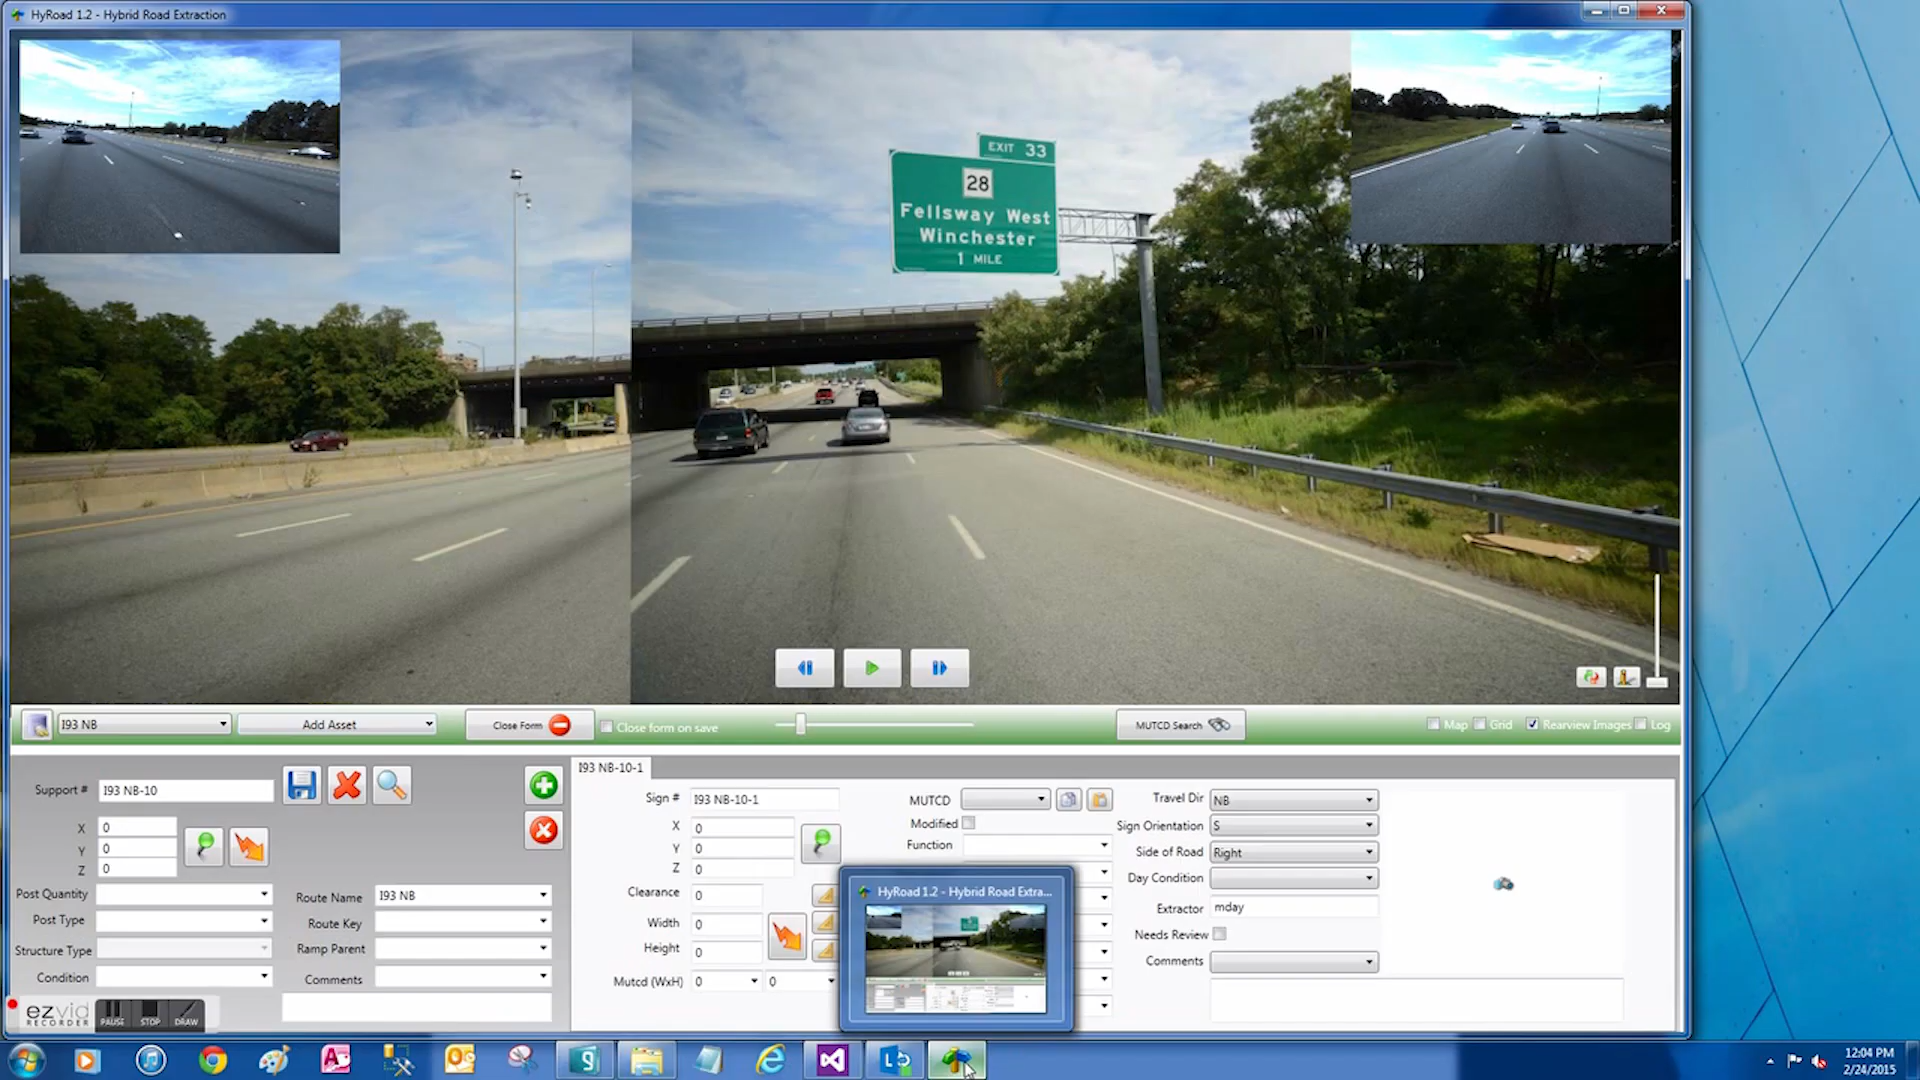 HyRoad 1.2 - Hybrid Road Extraction
EXIT 33
28
Fellsway West
Winchester
1 MILE
I93 NB
Add Asset
Close Form
Close form on save
MUTCD Search
Map
Grid
Rearview Images
Log
Support #
I93 NB-10
X
0
Y
0
Z
0
Post Quantity
Post Type
Structure Type
Condition
Route Name
I93 NB
Route Key
Ramp Parent
Comments
I93 NB-10-1
Sign #
I93 NB-10-1
X
0
Y
0
Z
0
Clearance
0
Width
0
Height
0
Mutcd (WxH)
0
0
MUTCD
Modified
Function
Travel Dir
NB
Sign Orientation
S
Side of Road
Right
Day Condition
Extractor
mday
Needs Review
Comments
HyRoad 1.2 - Hybrid Road Extra...
ezvid
RECORDER
PAUSE
STOP
DRAW
12:04 PM
2/24/2015